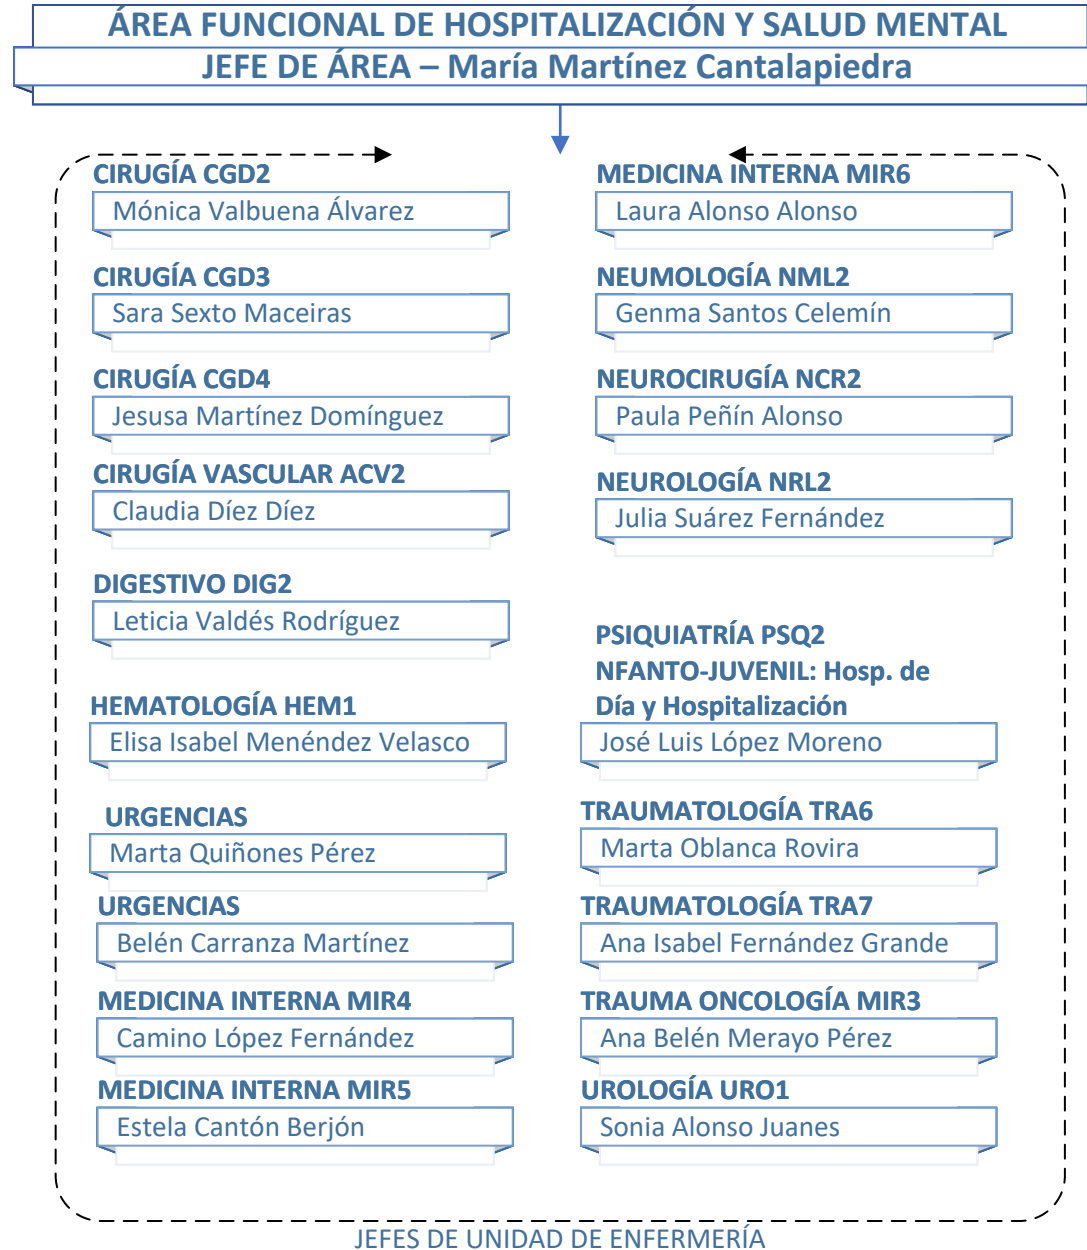 ÁREA FUNCIONAL DE HOSPITALIZACIÓN Y SALUD MENTAL
JEFE DE ÁREA – María Martínez Cantalapiedra
CIRUGÍA CGD2
Mónica Valbuena Álvarez
CIRUGÍA CGD3
Sara Sexto Maceiras
CIRUGÍA CGD4
Jesusa Martínez Domínguez
CIRUGÍA VASCULAR ACV2
Claudia Díez Díez
DIGESTIVO DIG2
Leticia Valdés Rodríguez
HEMATOLOGÍA HEM1
Elisa Isabel Menéndez Velasco
URGENCIAS
Marta Quiñones Pérez
URGENCIAS
Belén Carranza Martínez
MEDICINA INTERNA MIR4
Camino López Fernández
MEDICINA INTERNA MIR5
Estela Cantón Berjón
MEDICINA INTERNA MIR6
Laura Alonso Alonso
NEUMOLOGÍA NML2
Genma Santos Celemín
NEUROCIRUGÍA NCR2
Paula Peñín Alonso
NEUROLOGÍA NRL2
Julia Suárez Fernández
PSIQUIATRÍA PSQ2
NFANTO-JUVENIL: Hosp. de
Día y Hospitalización
José Luis López Moreno
TRAUMATOLOGÍA TRA6
Marta Oblanca Rovira
TRAUMATOLOGÍA TRA7
Ana Isabel Fernández Grande
TRAUMA ONCOLOGÍA MIR3
Ana Belén Merayo Pérez
UROLOGÍA URO1
Sonia Alonso Juanes
JEFES DE UNIDAD DE ENFERMERÍA